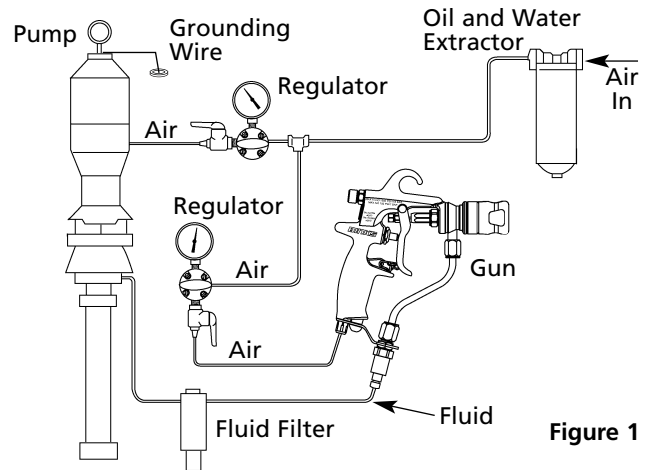 Pump
Grounding
Wire
Oil and Water
Extractor
Air
In
Regulator
Air
Regulator
Air
BINKS
Gun
Air
Fluid
Fluid Filter
Figure 1